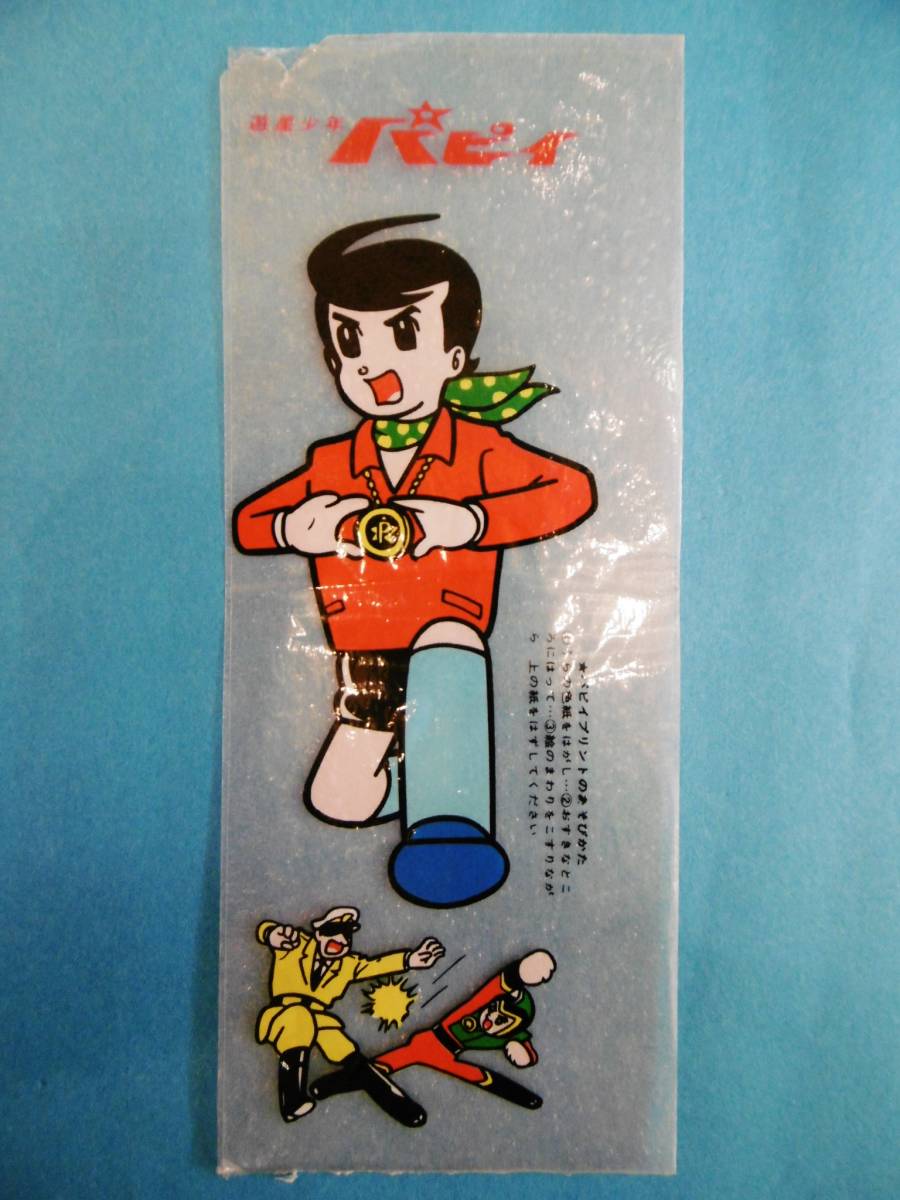 遊星少年
パピイ
★パピイプリントのあそびかた
うらの色紙をはがし…②おすきなとこ
ろにはって…③絵のまわりをこすりなが
ら 上の紙をはずしてください